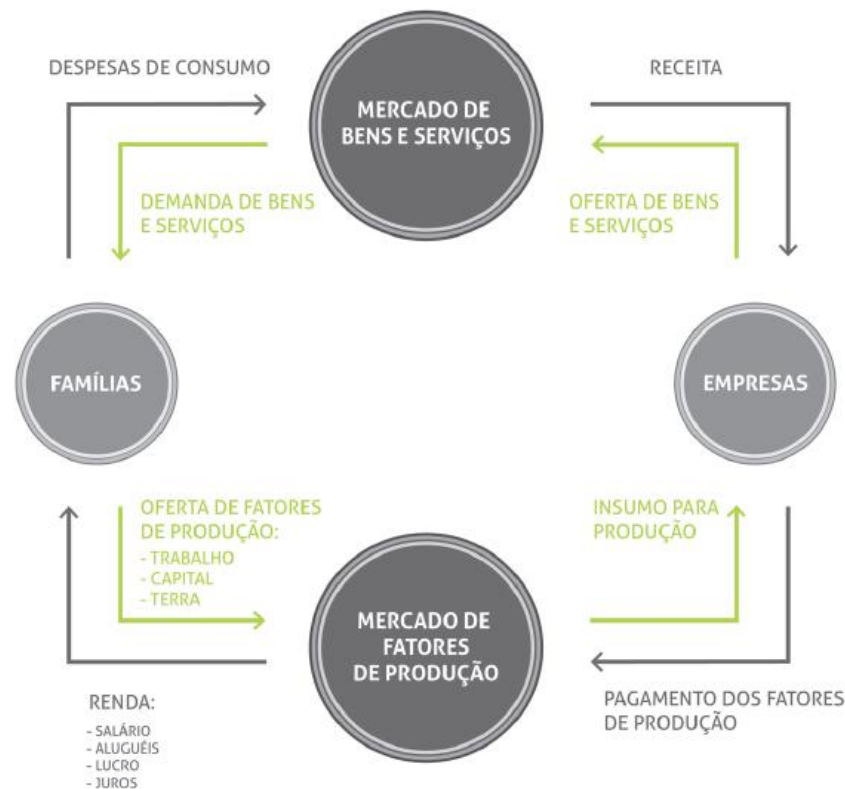 DESPESAS DE CONSUMO
RECEITA
MERCADO DE
BENS E SERVIÇOS
DEMANDA DE BENS
E SERVIÇOS
OFERTA DE BENS
E SERVIÇOS
FAMÍLIAS
EMPRESAS
OFERTA DE FATORES
DE PRODUÇÃO:
- TRABALHO
- CAPITAL
- TERRA
INSUMO PARA
PRODUÇÃO
MERCADO DE
FATORES
DE PRODUÇÃO
RENDA:
- SALÁRIO
- ALUGUÉIS
- LUCRO
- JUROS
PAGAMENTO DOS FATORES
DE PRODUÇÃO